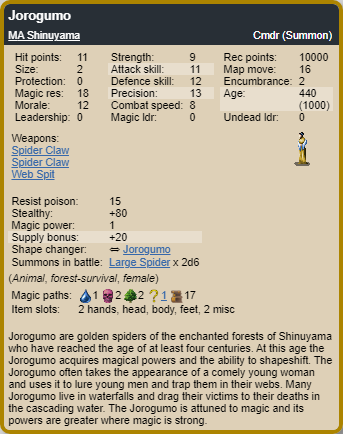 Jorogumo
MA Shinuyama Cmdr (Summon)
Hit points: 11 Strength: 9 Rec points: 10000
Size: 2 Attack skill: 11 Map move: 16
Protection: 0 Defence skill: 12 Encumbrance: 2
Magic res: 18 Precision: 13 Age: 440
Morale: 12 Combat speed: 8 (1000)
Leadership: 0 Magic ldr: 0 Undead ldr: 0
Weapons:
Spider Claw
Spider Claw
Web Spit
Resist poison: 15
Stealthy: +80
Magic power: 1
Supply bonus: +20
Shape changer: ⇔ Jorogumo
Summons in battle: Large Spider x 2d6
(Animal, forest-survival, female)
Magic paths: 1 2 2 ? 1 17
Item slots: 2 hands, head, body, feet, 2 misc
Jorogumo are golden spiders of the enchanted forests of Shinuyama
who have reached the age of at least four centuries. At this age the
Jorogumo acquires magical powers and the ability to shapeshift. The
Jorogumo often takes the appearance of a comely young woman
and uses it to lure young men and trap them in their webs. Many
Jorogumo live in waterfalls and drag their victims to their deaths in
the cascading water. The Jorogumo is attuned to magic and its
powers are greater where magic is strong.